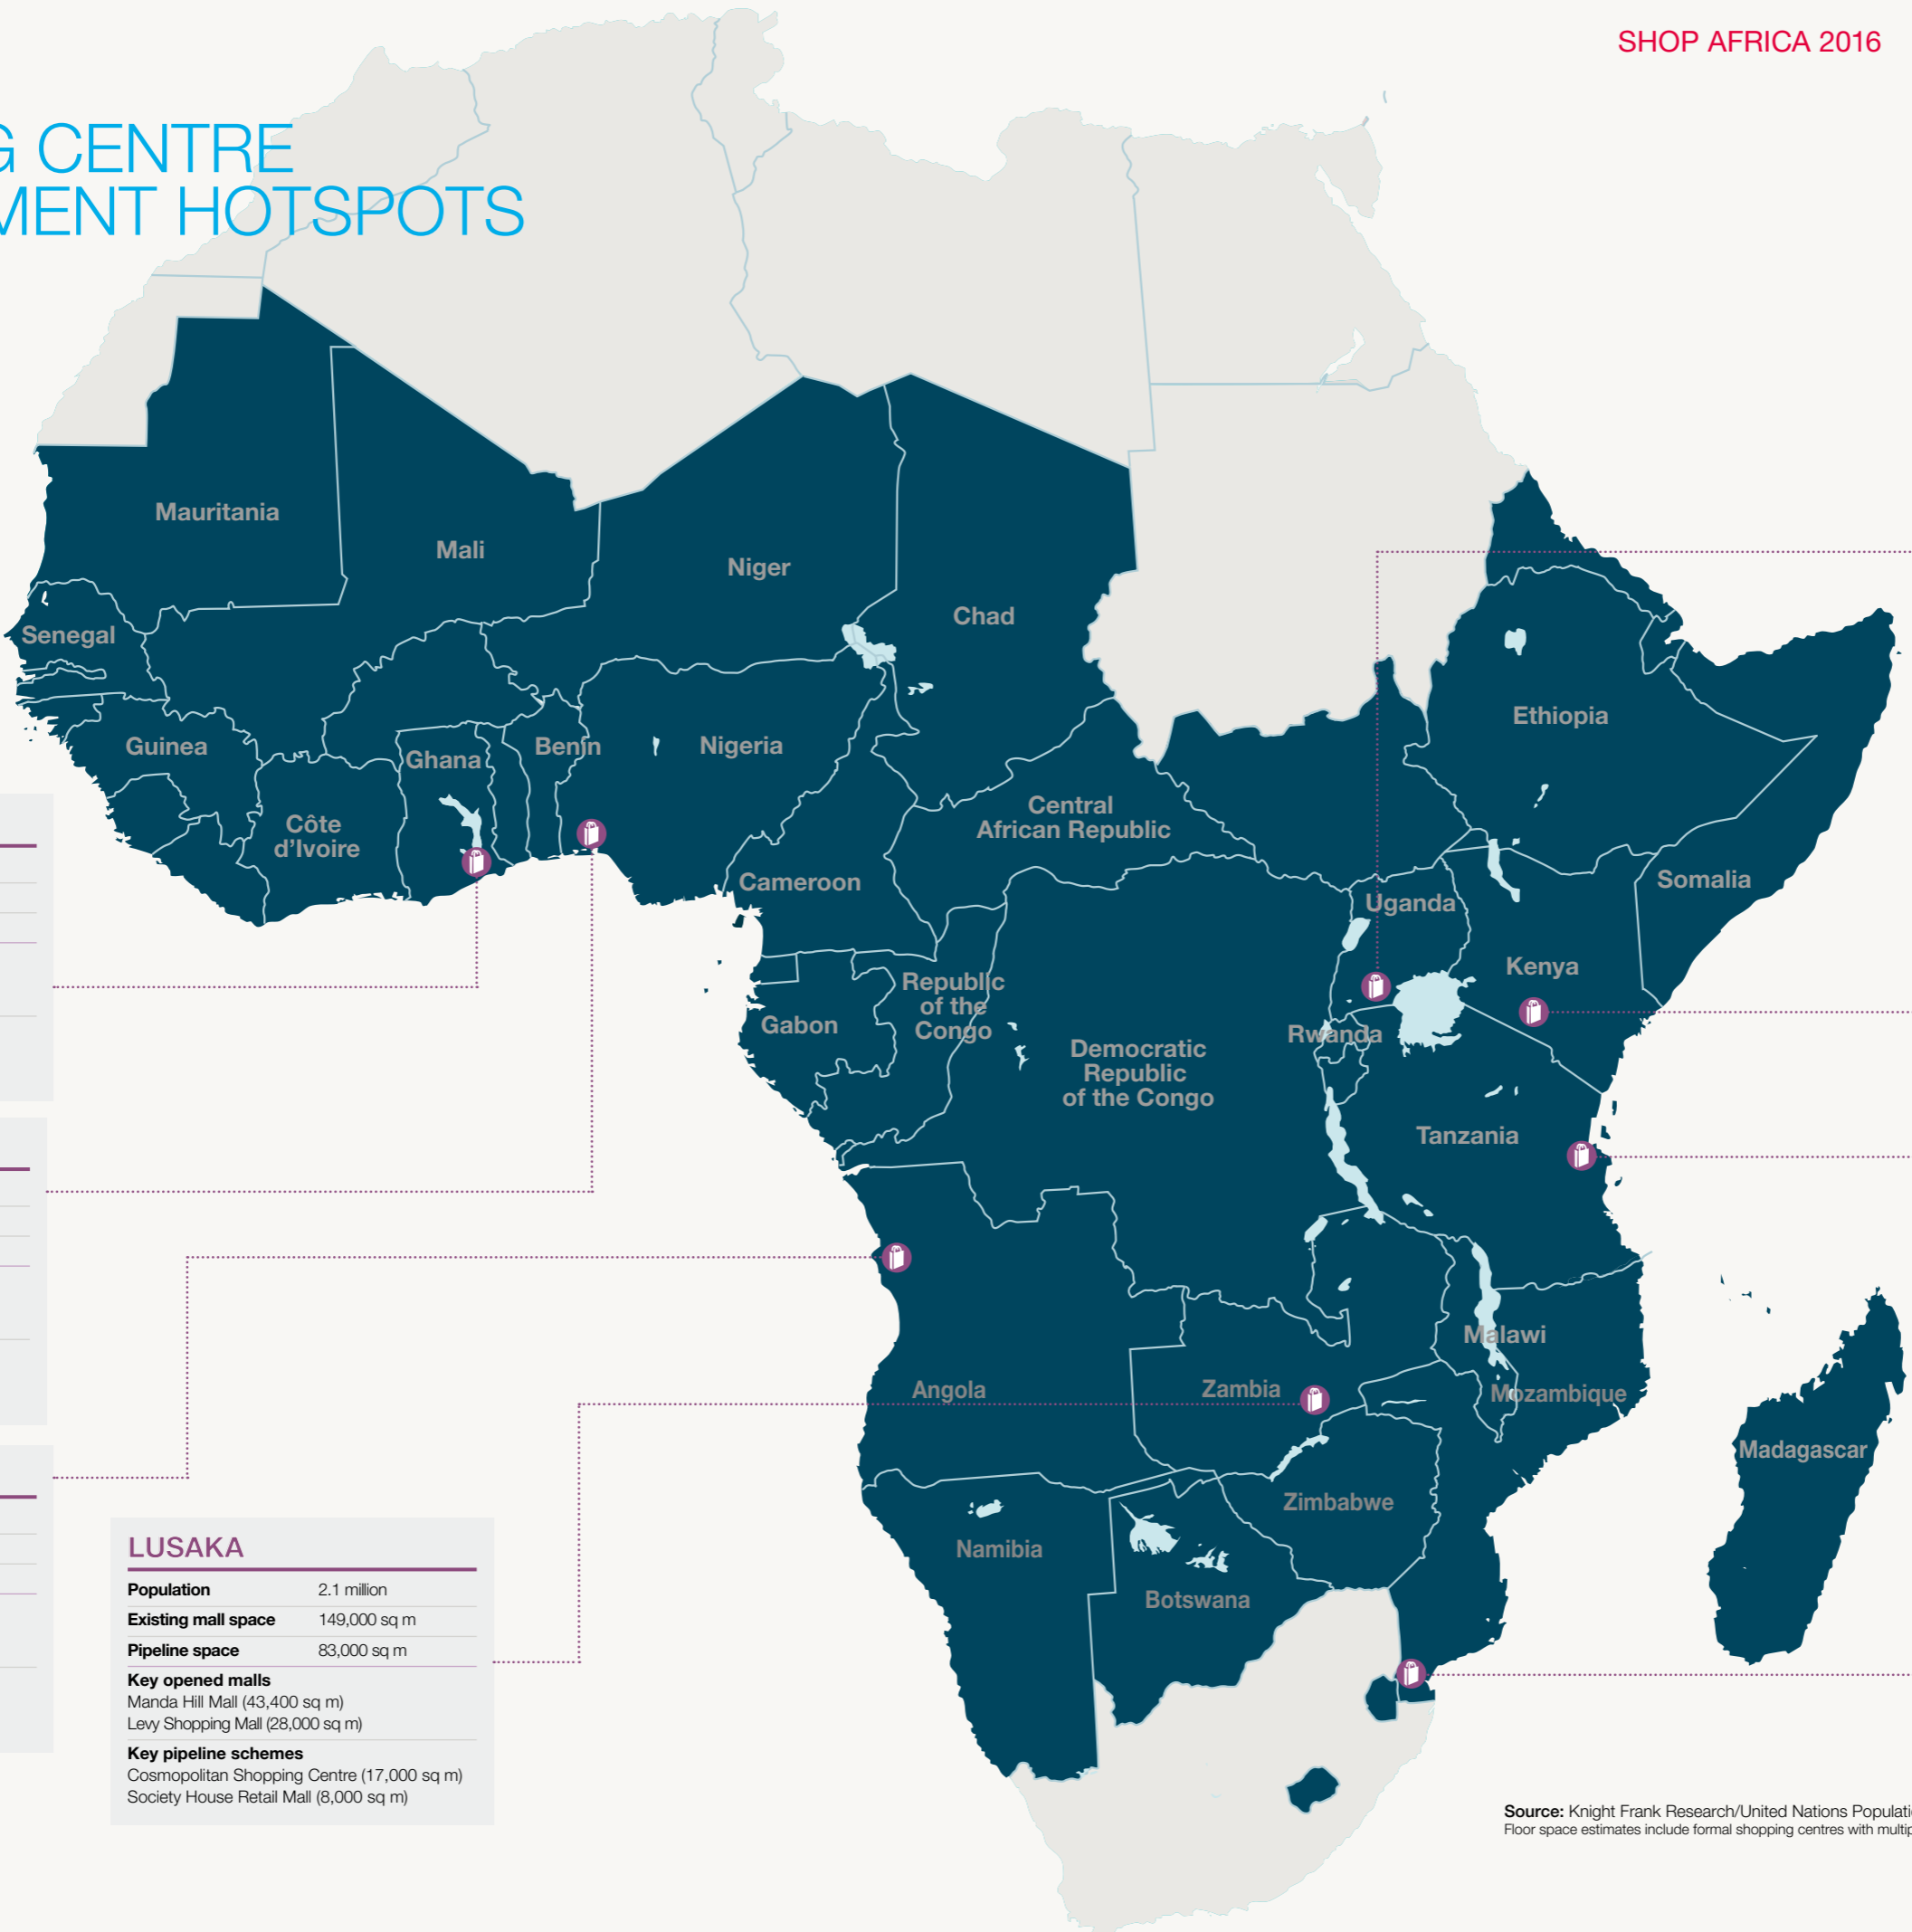 SHOP AFRICA 2016
G CENTRE
MENT HOTSPOTS
Mauritania
Mali
Niger
Chad
Senegal
Guinea
Côte
d'Ivoire
Ghana
Benin
Nigeria
Ethiopia
Central
African Republic
Cameroon
Somalia
Uganda
Kenya
Republic
of the
Congo
Gabon
Rwanda
Democratic
Republic
of the Congo
Tanzania
Malawi
Angola
Zambia
Mozambique
Madagascar
Zimbabwe
Namibia
Botswana
LUSAKA
Population 2.1 million
Existing mall space 149,000 sq m
Pipeline space 83,000 sq m
Key opened malls
Manda Hill Mall (43,400 sq m)
Levy Shopping Mall (28,000 sq m)
Key pipeline schemes
Cosmopolitan Shopping Centre (17,000 sq m)
Society House Retail Mall (8,000 sq m)
Source: Knight Frank Research/United Nations Populati
Floor space estimates include formal shopping centres with multip